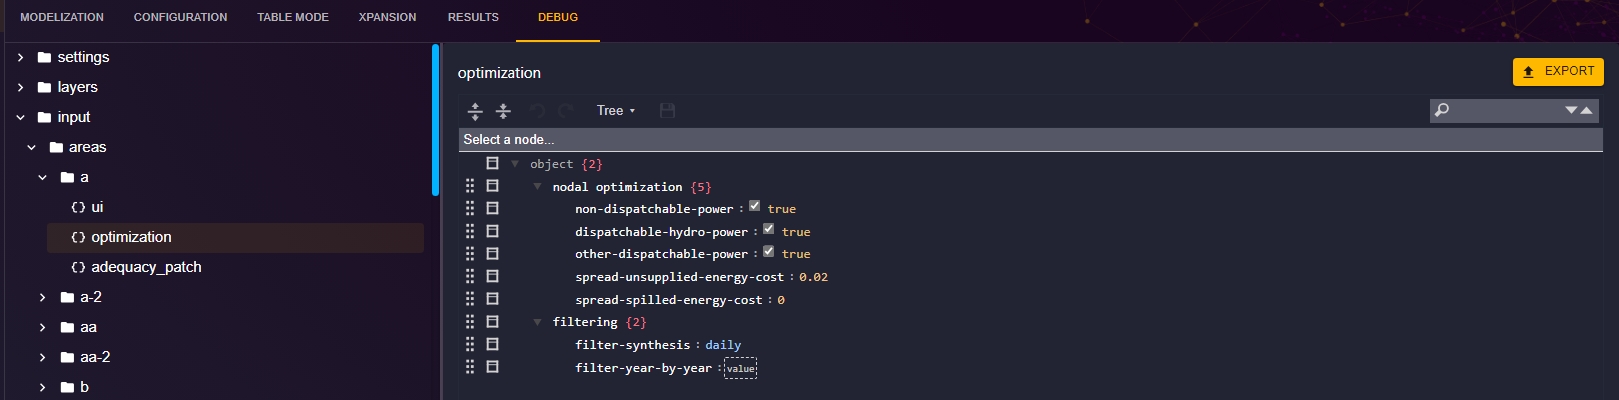 MODELIZATION CONFIGURATION TABLE MODE XPANSION RESULTS DEBUG
settings
layers
input
areas
a
{} ui
{} optimization
{} adequacy_patch
a-2
aa
aa-2
b
optimization
EXPORT
Tree
Select a node...
object {2}
nodal optimization {5}
non-dispatchable-power : true
dispatchable-hydro-power : true
other-dispatchable-power : true
spread-unsupplied-energy-cost : 0.02
spread-spilled-energy-cost : 0
filtering {2}
filter-synthesis : daily
filter-year-by-year : value